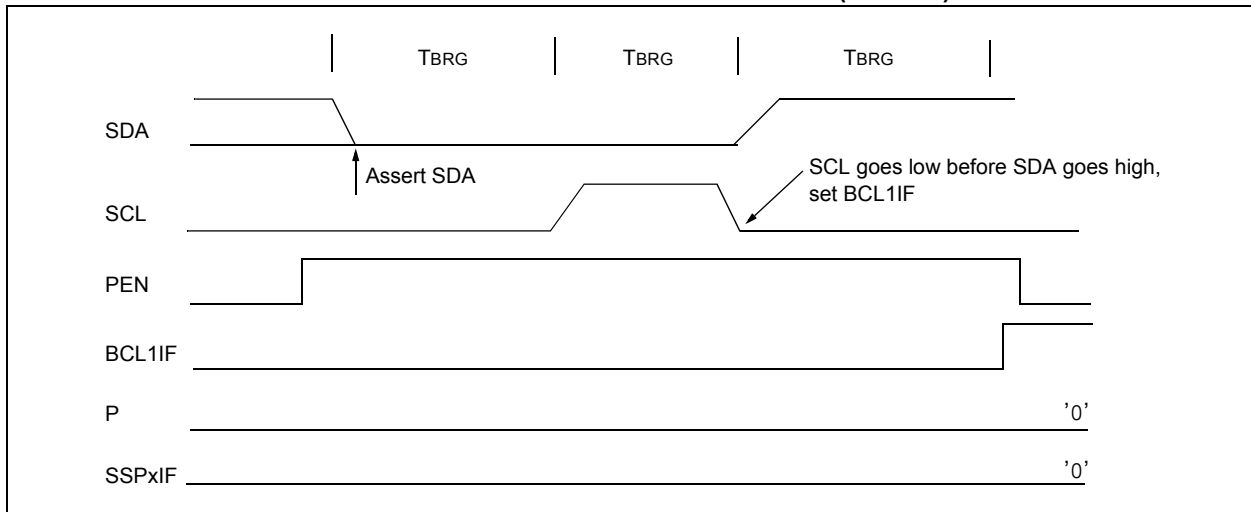 TBRG TBRG TBRG
SDA
Assert SDA
SCL goes low before SDA goes high,
set BCL1IF
SCL
PEN
BCL1IF
P '0'
SSPxIF '0'